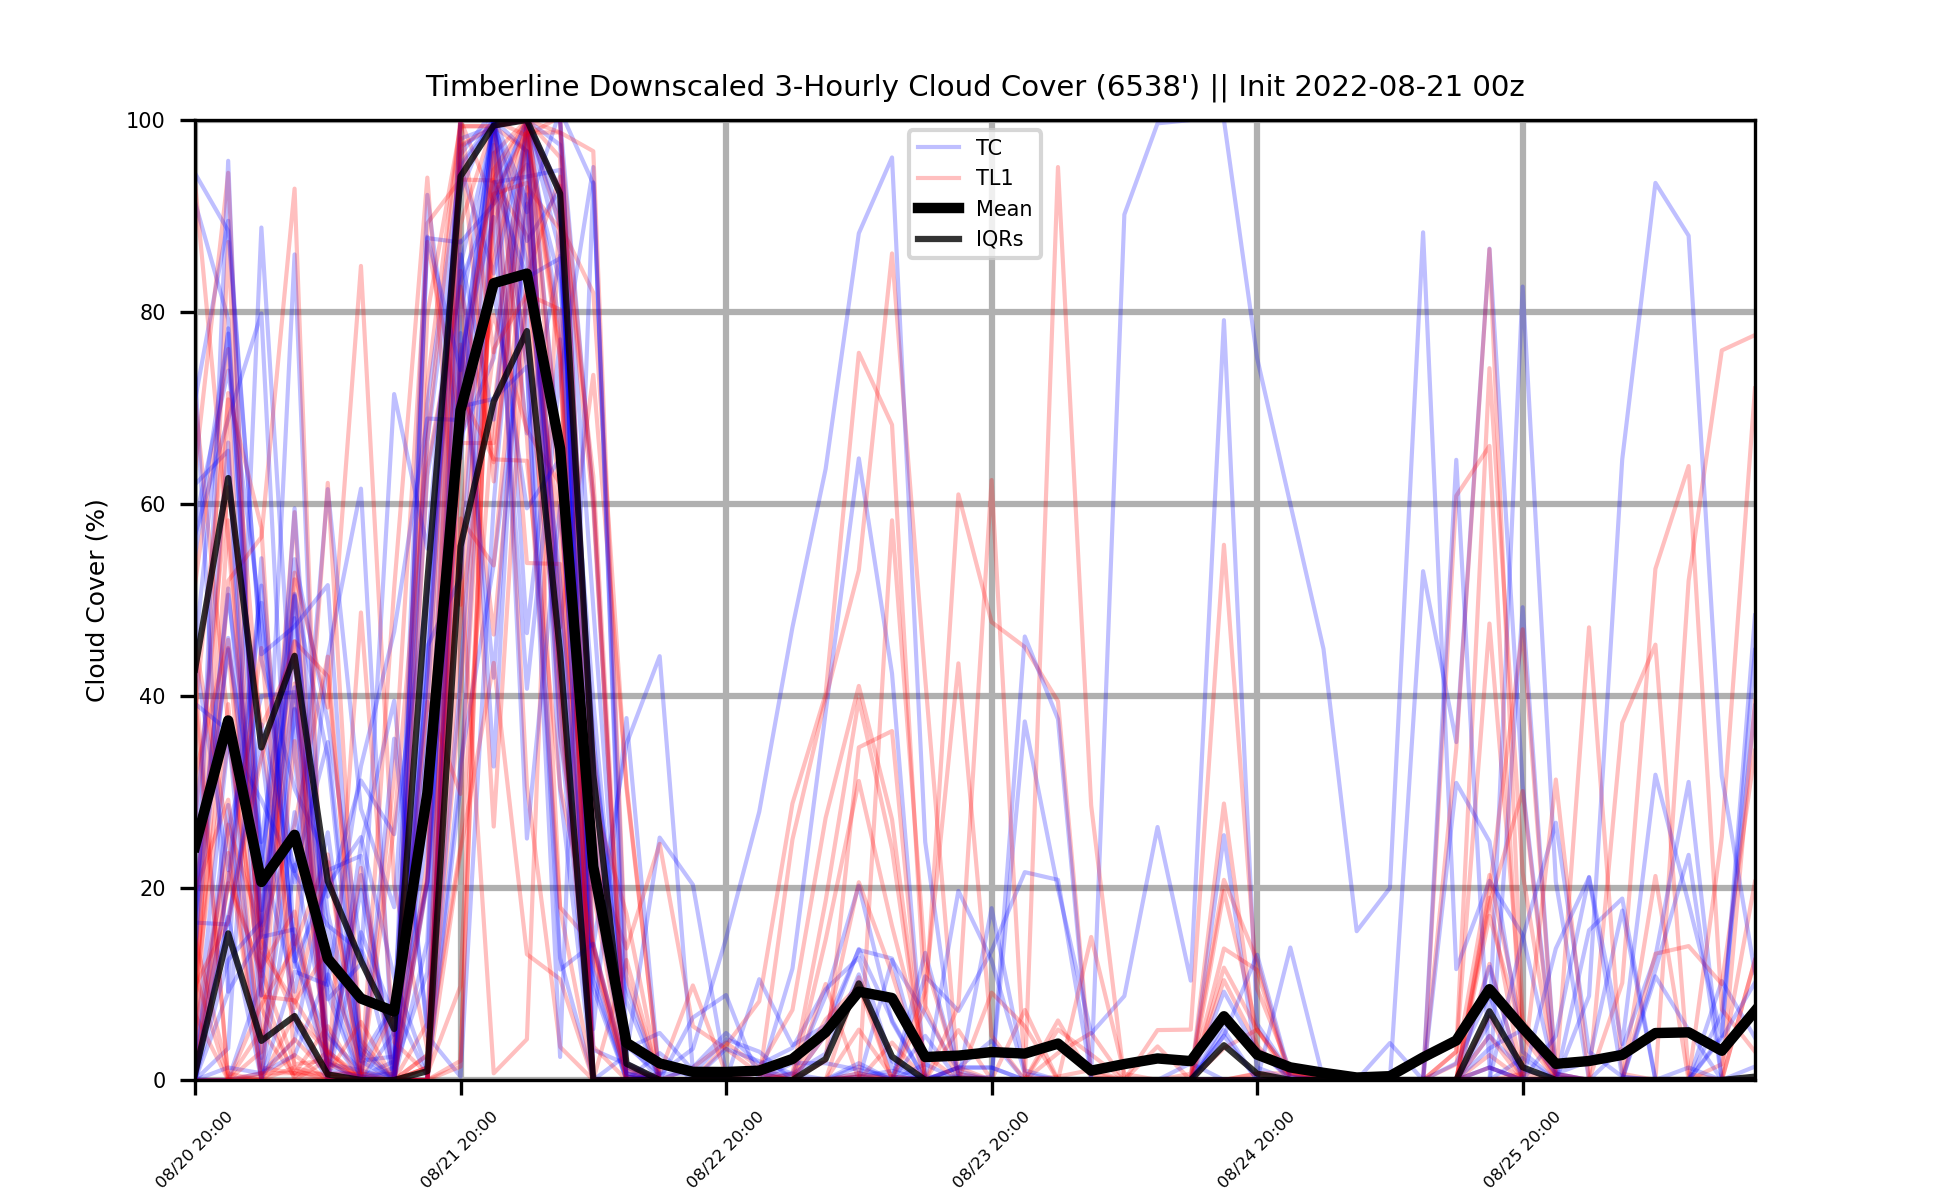 Timberline Downscaled 3-Hourly Cloud Cover (6538') || Init 2022-08-21 00z
TC
TL1
Mean
IQRs
Cloud Cover (%)
100
80
60
40
20
0
08/20 20:00
08/21 20:00
08/22 20:00
08/23 20:00
08/24 20:00
08/25 20:00